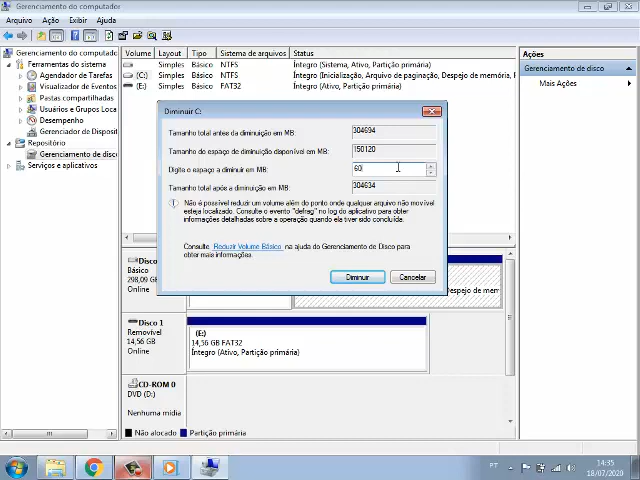 Gerenciamento do computador
Arquivo Ação Exibir Ajuda
Gerenciamento do computador
Ferramentas do sistema
Agendador de Tarefas
Visualizador de Eventos
Pastas compartilhadas
Usuários e Grupos Loca
Desempenho
Gerenciador de Disposit
Repositório
Gerenciamento de disco
Serviços e aplicativos
Volume Layout Tipo Sistema de arquivos Status
Simples Básico NTFS Íntegro (Sistema, Ativo, Partição primária)
(C:) Simples Básico NTFS Íntegro (Inicialização, Arquivo de paginação, Despejo de memória,
(E:) Simples Básico FAT32 Íntegro (Ativo, Partição primária)
Ações
Gerenciamento de disco
Mais Ações
Diminuir C:
Tamanho total antes da diminuição em MB: 304694
Tamanho do espaço de diminuição disponível em MB: 150120
Digite o espaço a diminuir em MB: 60
Tamanho total após a diminuição em MB: 304634
Não é possível reduzir um volume além do ponto onde qualquer arquivo não móvel
esteja localizado. Consulte o evento "defrag" no log do aplicativo para obter
informações detalhadas sobre a operação quando ela tiver sido concluída.
Consulte Reduzir Volume Básico na ajuda do Gerenciamento de Disco para
obter mais informações.
Diminuir Cancelar
Disco
Básico
298,09 G
Online
Despejo de mem
Disco 1
Removível
14,56 GB
Online
(E:)
14,56 GB FAT32
Íntegro (Ativo, Partição primária)
CD-ROM 0
DVD (D:)
Nenhuma mídia
Não alocado Partição primária
PT
14:35
18/07/2020